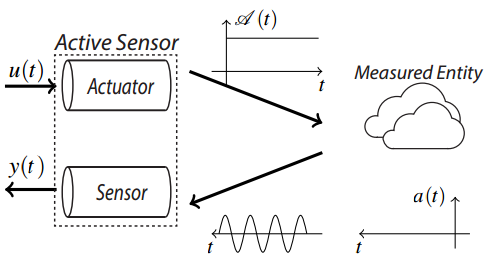 𝒜(t)
Active Sensor
u(t)
Actuator
t
Measured Entity
y(t)
Sensor
a(t)
t
t